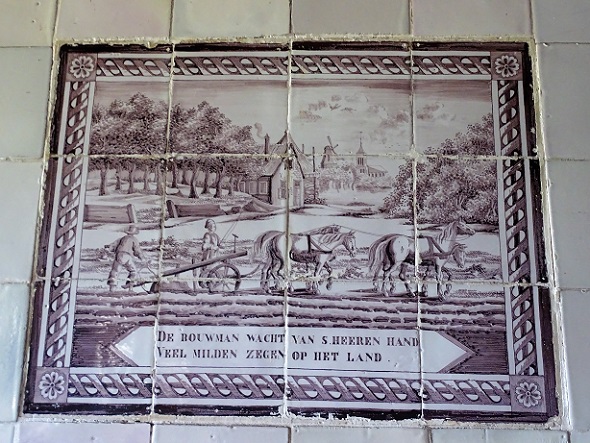 DE BOUWMAN WACHT VAN S.HEEREN HAND
VEEL MILDEN ZEGEN OP HET LAND.